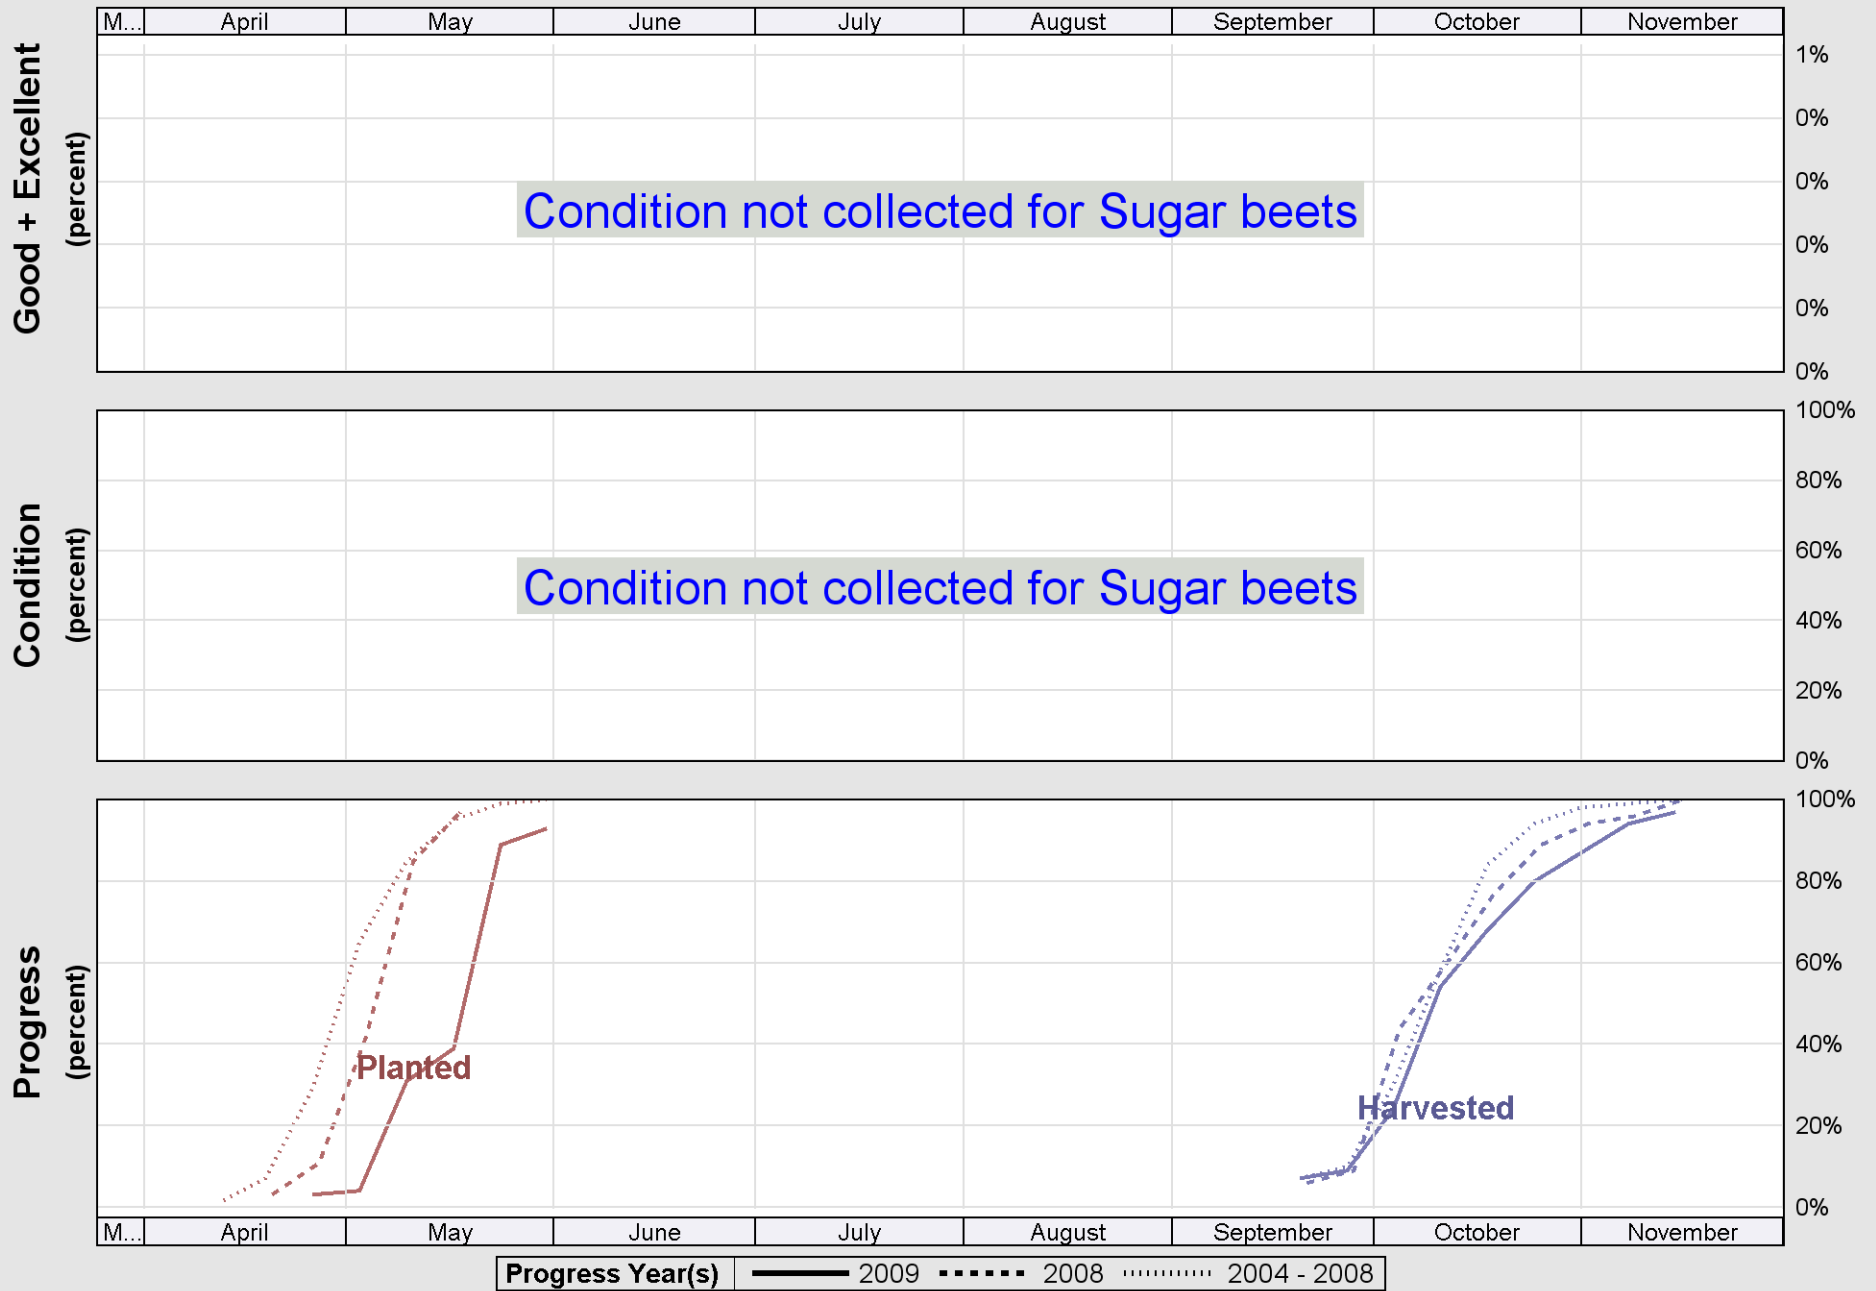 M... April May June July August September October November
Good + Excellent
(percent)
1%
0%
0%
0%
0%
0%
Condition not collected for Sugar beets
Condition
(percent)
100%
80%
60%
40%
20%
0%
Condition not collected for Sugar beets
Progress
(percent)
100%
80%
60%
40%
20%
0%
Planted
Harvested
M... April May June July August September October November
Progress Year(s) 2009 2008 2004 - 2008